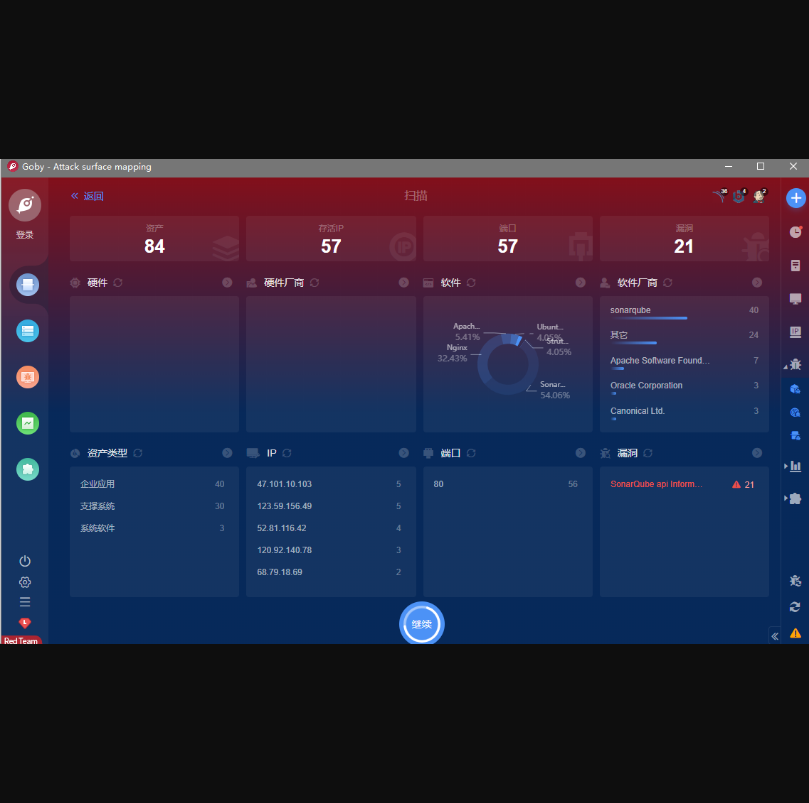 Goby - Attack surface mapping
登录
返回
扫描
36
4
2
资产
84
存活IP
57
端口
57
漏洞
21
硬件
硬件厂商
软件
Apach...
5.41%
Nginx
32.43%
Ubunt...
4.05%
Strut...
4.05%
Sonar...
54.06%
软件厂商
sonarqube 40
其它 24
Apache Software Found... 7
Oracle Corporation 3
Canonical Ltd. 3
资产类型
企业应用 40
支撑系统 30
系统软件 3
IP
47.101.10.103 5
123.59.156.49 5
52.81.116.42 4
120.92.140.78 3
68.79.18.69 2
端口
80 56
漏洞
SonarQube api Inform... 21
继续
Red Team